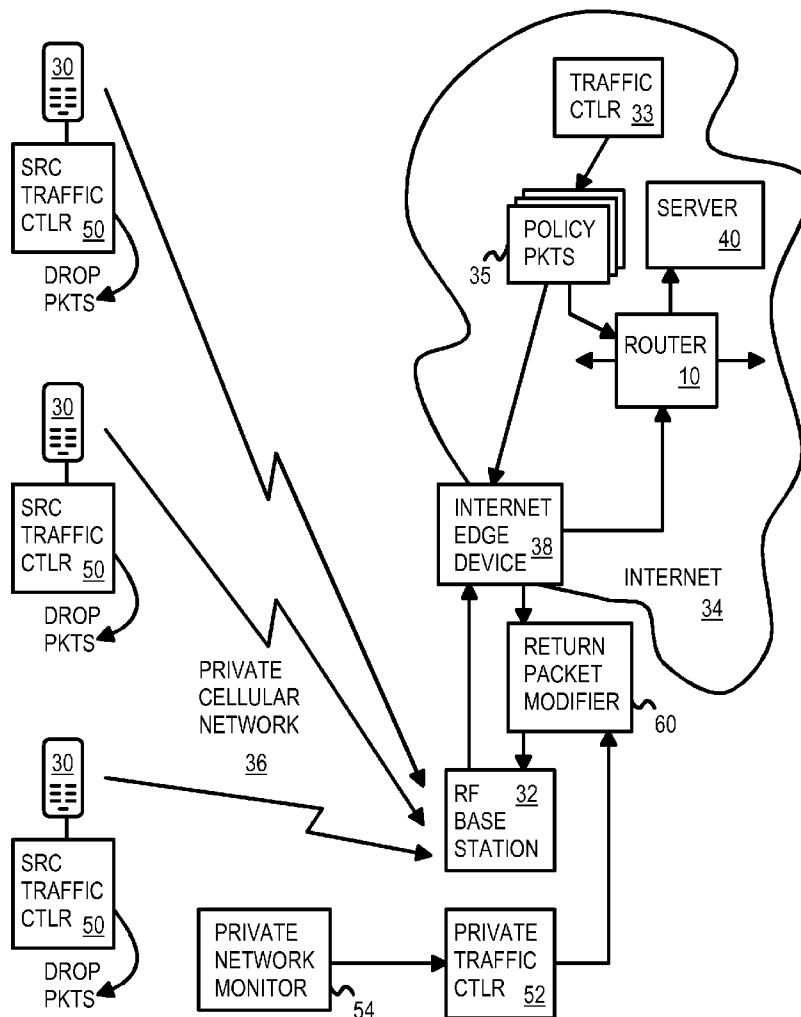 30
SRC
TRAFFIC
CTLR 50
DROP
PKTS
30
SRC
TRAFFIC
CTLR 50
DROP
PKTS
30
SRC
TRAFFIC
CTLR 50
DROP
PKTS
PRIVATE
CELLULAR
NETWORK
36
TRAFFIC
CTLR 33
POLICY
PKTS
35
SERVER
40
ROUTER
10
INTERNET
EDGE
DEVICE 38
INTERNET
34
RETURN
PACKET
MODIFIER
60
RF 32
BASE
STATION
PRIVATE
NETWORK
MONITOR
54
PRIVATE
TRAFFIC
CTLR 52